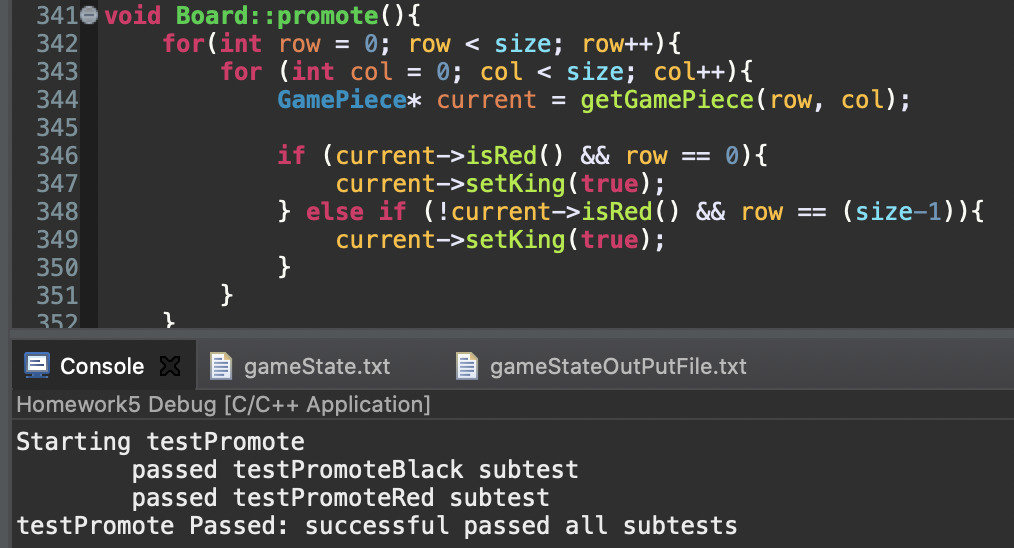 341 void Board::promote(){
342 for(int row = 0; row < size; row++){
343 for (int col = 0; col < size; col++){
344 GamePiece* current = getGamePiece(row, col);
345
346 if (current->isRed() && row == 0){
347 current->setKing(true);
348 } else if (!current->isRed() && row == (size-1)){
349 current->setKing(true);
350 }
351 }
352 }
Console gameState.txt gameStateOutPutFile.txt
Homework5 Debug [C/C++ Application]
Starting testPromote
passed testPromoteBlack subtest
passed testPromoteRed subtest
testPromote Passed: successful passed all subtests